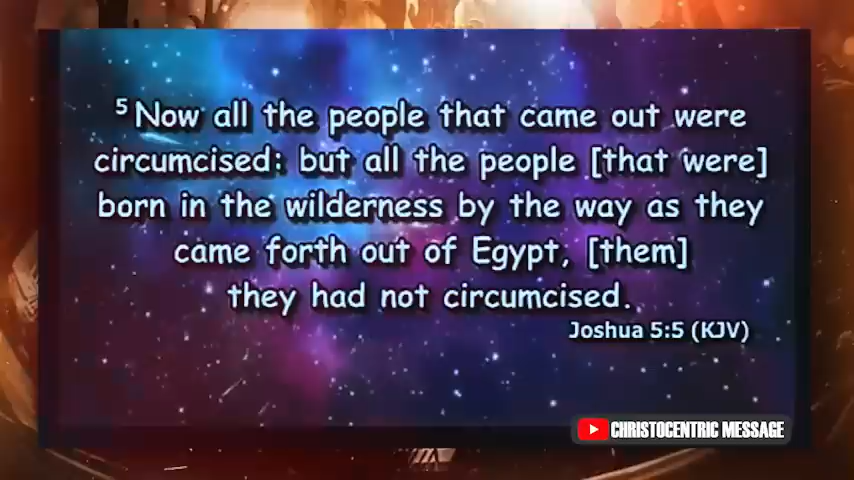 5 Now all the people that came out were
circumcised: but all the people [that were]
born in the wilderness by the way as they
came forth out of Egypt, [them]
they had not circumcised.
Joshua 5:5 (KJV)
CHRISTOCENTRIC MESSAGE